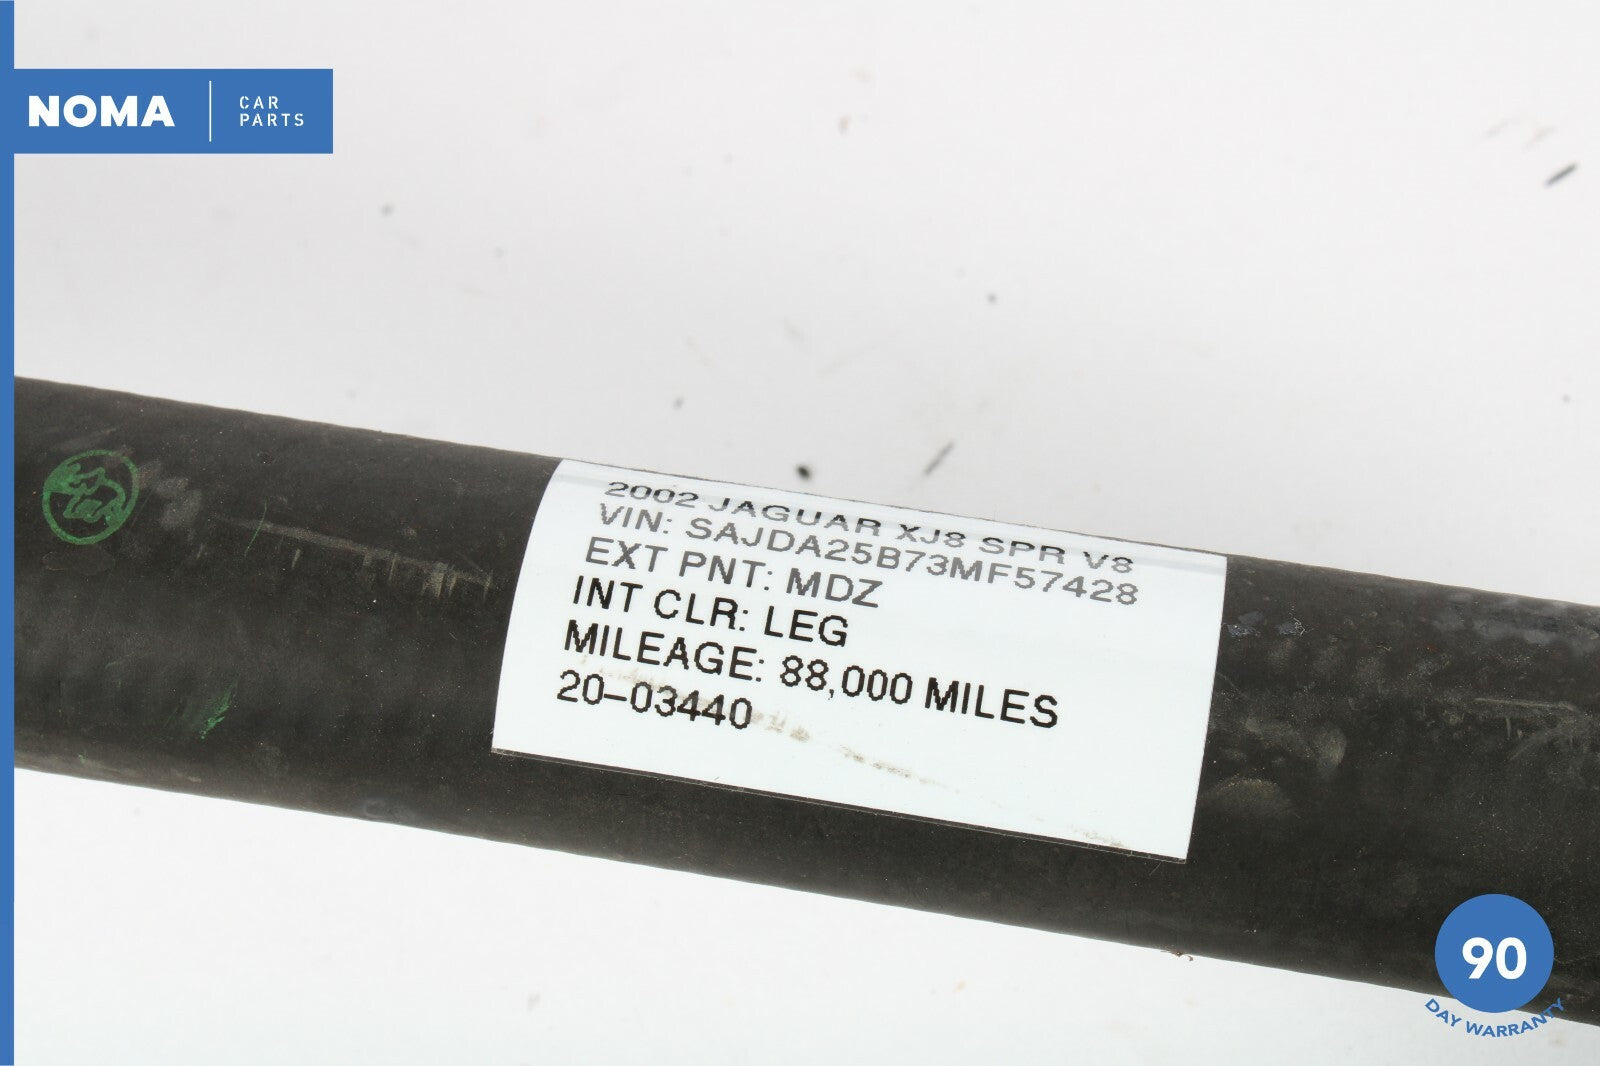 NOMA
CAR
PARTS
2002 JAGUAR XJ8 SPR V8
VIN: SAJDA25B73MF57428
EXT PNT: MDZ
INT CLR: LEG
MILEAGE: 88,000 MILES
20-03440
90
DAY WARRANTY